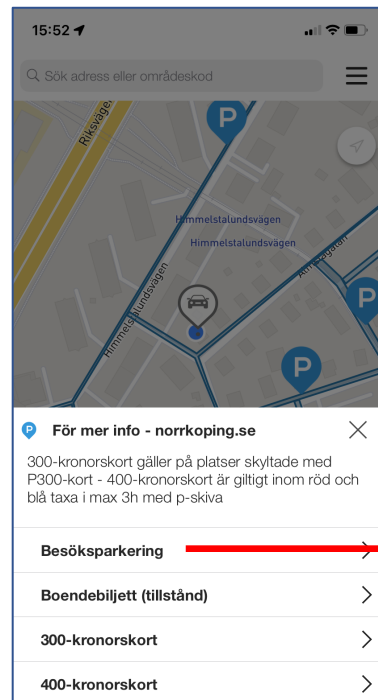 15:52
Sök adress eller områdeskod
Riksvägen
P
Himmelstalundsvägen
Himmelstalundsvägen
Himmelstalundsvägen
P
P
P För mer info - norrkoping.se
300-kronorskort gäller på platser skyltade med
P300-kort - 400-kronorskort är giltigt inom röd och
blå taxa i max 3h med p-skiva
Besöksparkering
Boendebiljett (tillstånd)
300-kronorskort
400-kronorskort